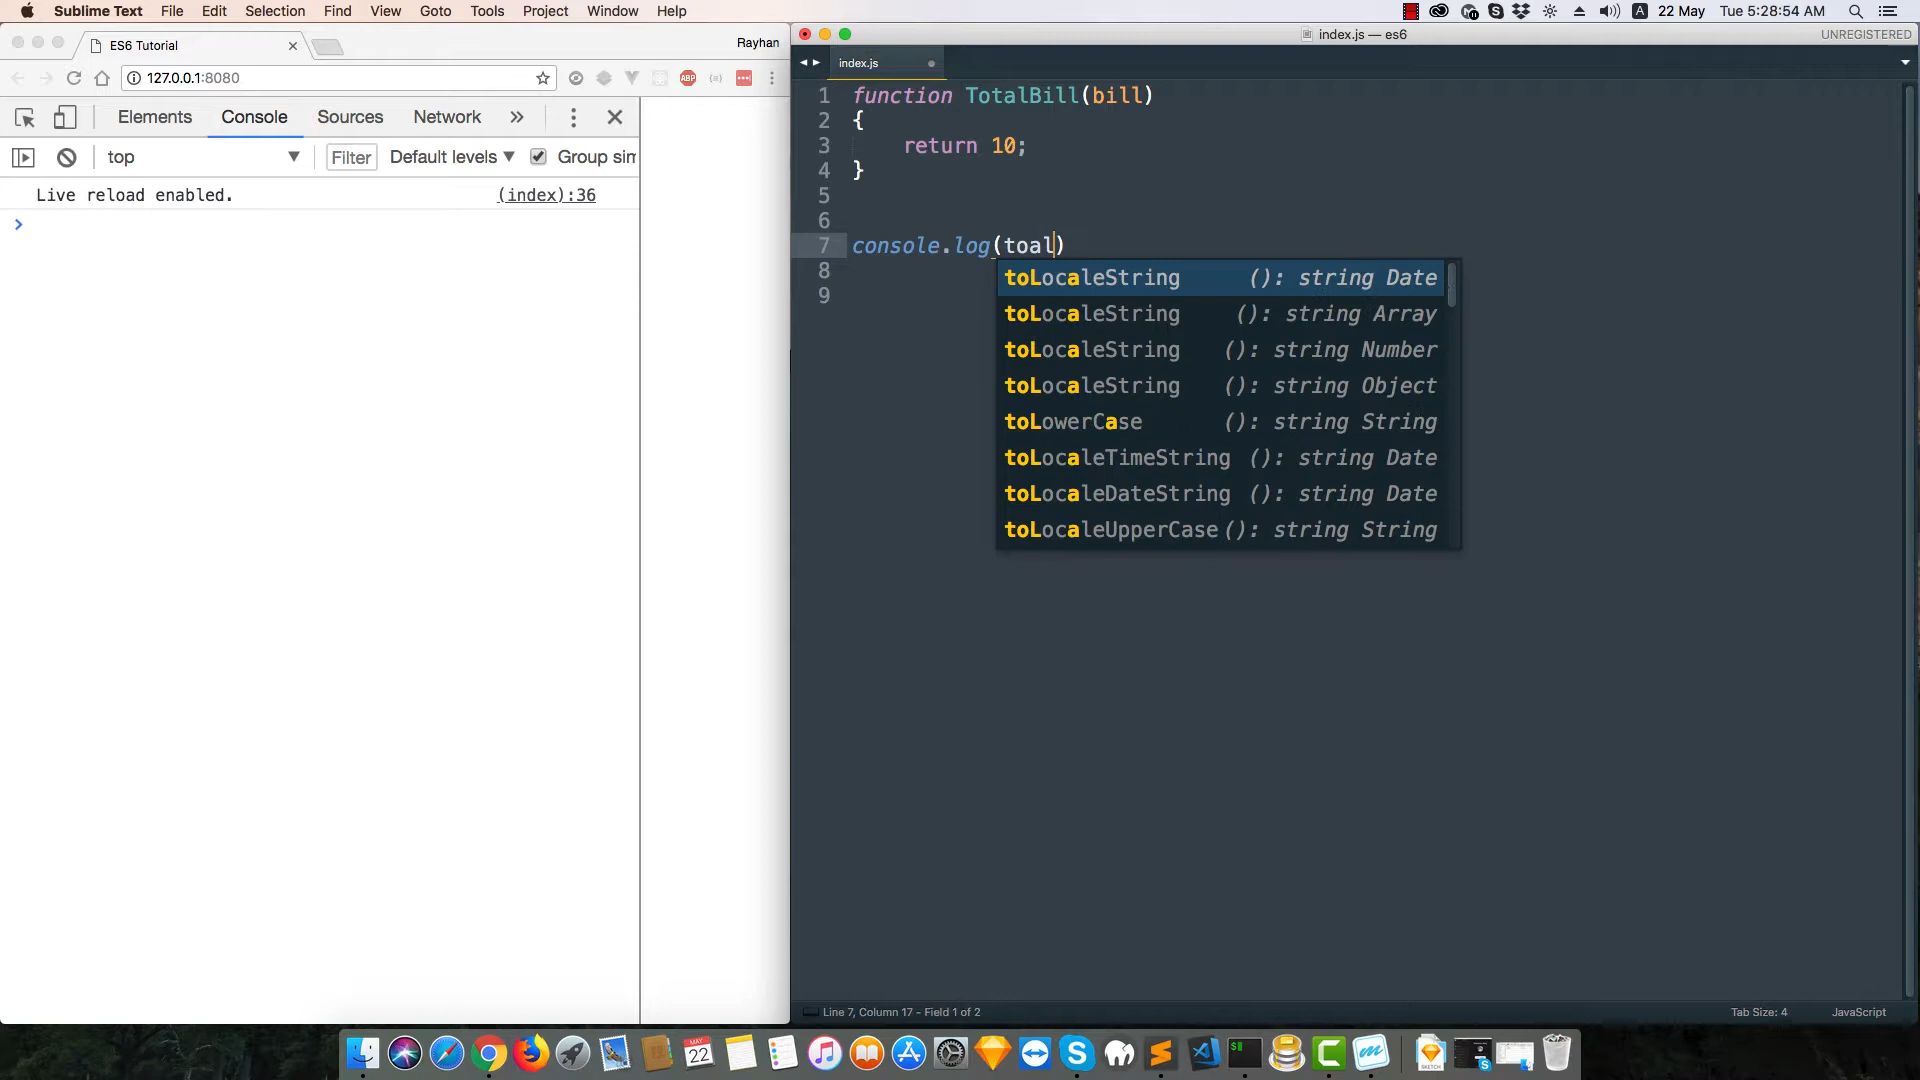 Sublime Text File Edit Selection Find View Goto Tools Project Window Help
A 22 May Tue 5:28:54 AM
ES6 Tutorial
Rayhan
127.0.0.1:8080
ABP
Elements Console Sources Network
top Filter Default levels Group sim
Live reload enabled. (index):36
index.js — es6 UNREGISTERED
index.js
1 function TotalBill(bill)
2 {
3 return 10;
4 }
5
6
7 console.log(toal)
8
9
toLocaleString (): string Date
toLocaleString (): string Array
toLocaleString (): string Number
toLocaleString (): string Object
toLowerCase (): string String
toLocaleTimeString (): string Date
toLocaleDateString (): string Date
toLocaleUpperCase (): string String
Line 7, Column 17 - Field 1 of 2 Tab Size: 4 JavaScript
MAY
22